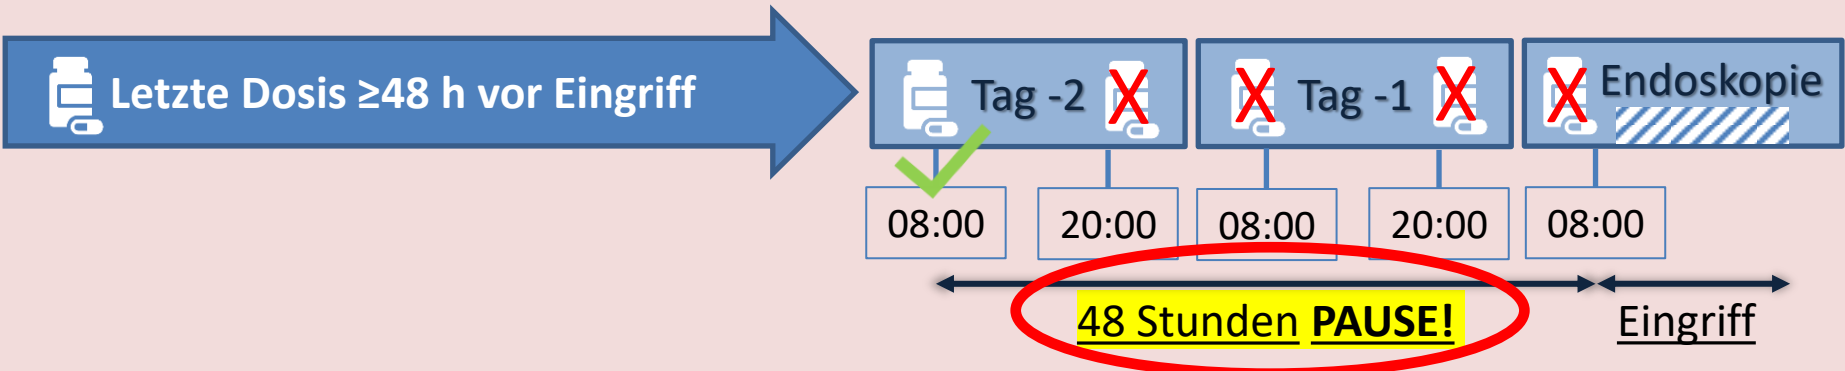 Letzte Dosis ≥48 h vor Eingriff
Tag -2
Tag -1
Endoskopie
08:00
20:00
08:00
20:00
08:00
48 Stunden PAUSE!
Eingriff